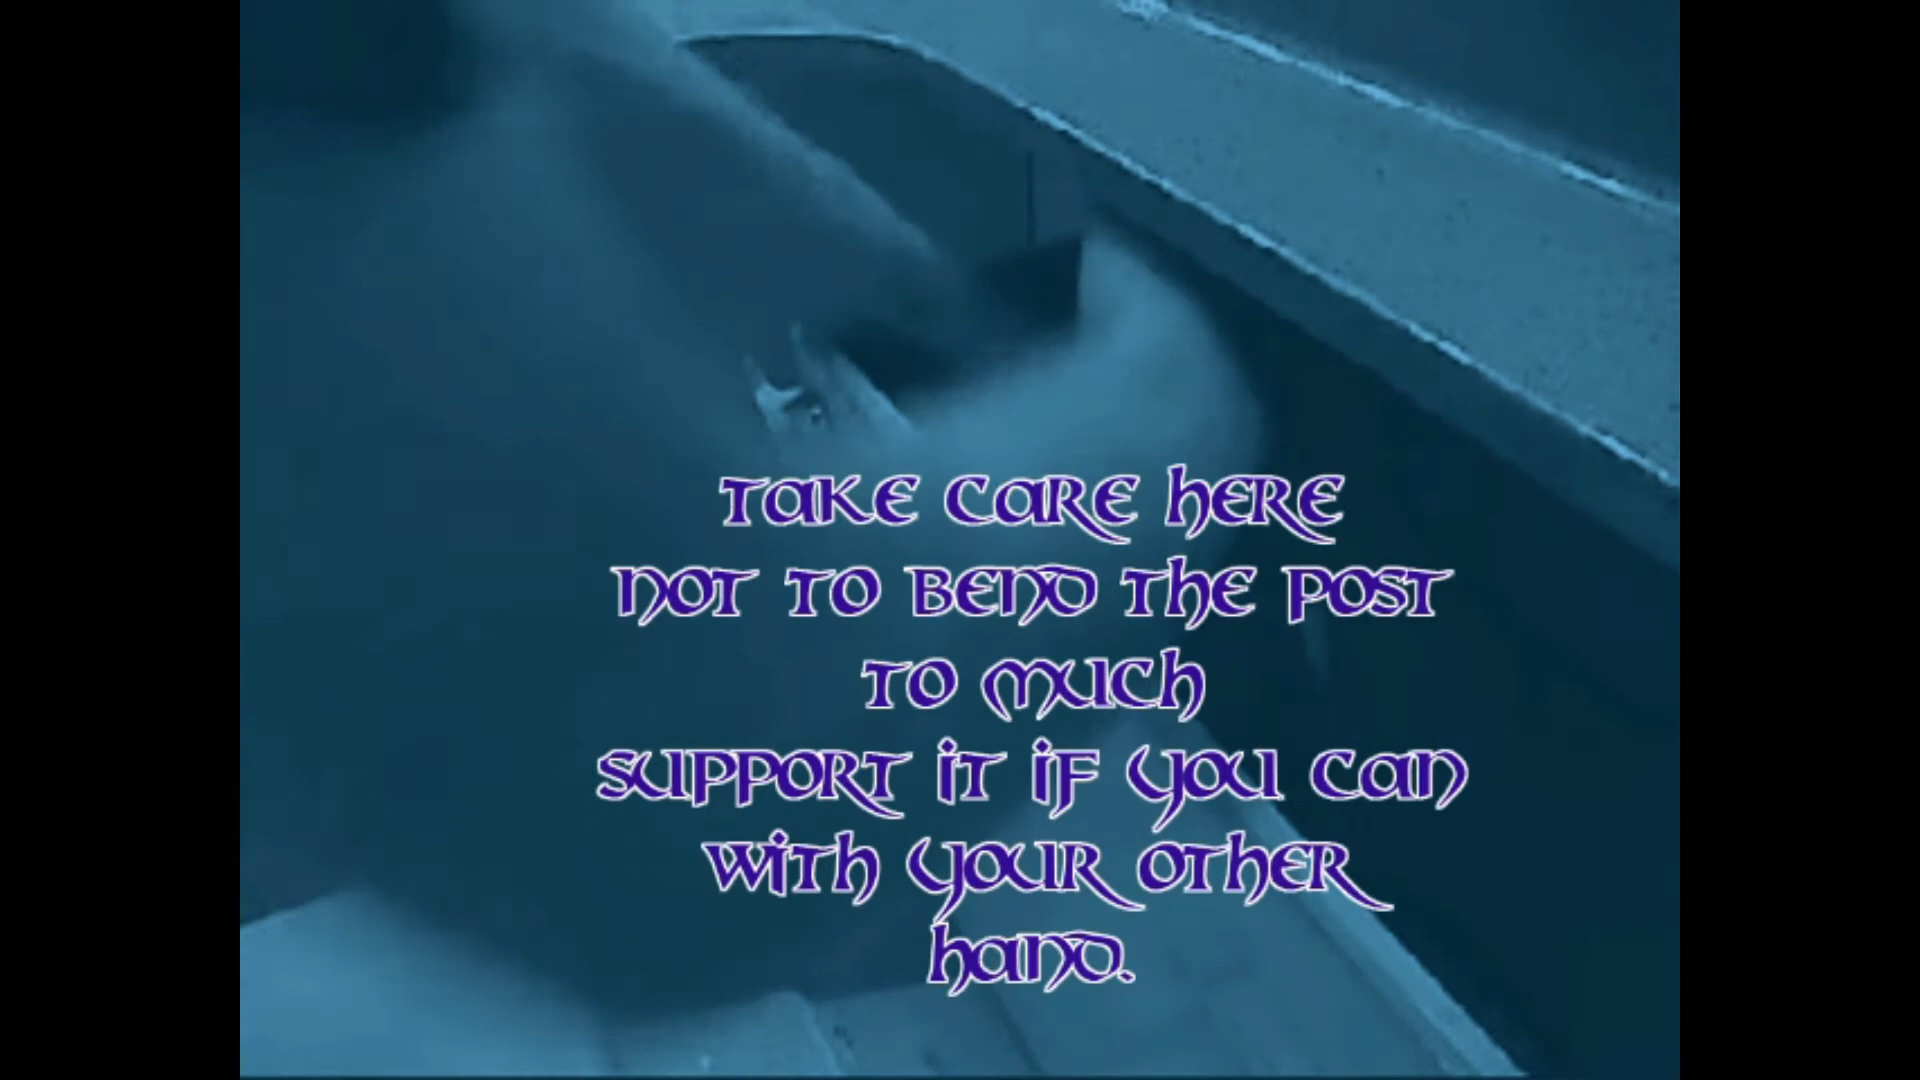 Take care here
not to bend the post
to much
support it if you can
with your other
hand.